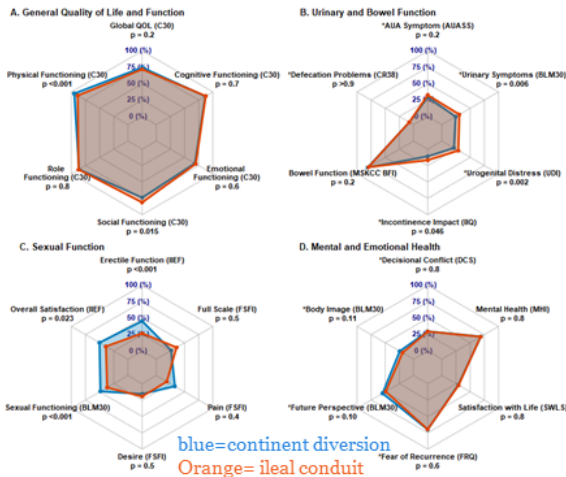 A. General Quality of Life and Function
Global QOL (C30)
p = 0.2
100 (%)
75 (%)
50 (%)
25 (%)
0 (%)
Physical Functioning (C30)
p <0.001
Cognitive Functioning (C30)
p = 0.7
Role
Functioning (C30)
p = 0.8
Emotional
Functioning (C30)
p = 0.6
Social Functioning (C30)
p = 0.015
B. Urinary and Bowel Function
*AUA Symptom (AUASS)
p = 0.2
100 (%)
75 (%)
50 (%)
25 (%)
0 (%)
*Defecation Problems (CR38)
p >0.9
*Urinary Symptoms (BLM30)
p = 0.006
Bowel Function (MSKCC BFI)
p = 0.2
*Urogenital Distress (UDI)
p = 0.002
*Incontinence Impact (IIQ)
p = 0.046
C. Sexual Function
Erectile Function (IIEF)
p <0.001
100 (%)
75 (%)
50 (%)
25 (%)
0 (%)
Overall Satisfaction (IIEF)
p = 0.023
Full Scale (FSFI)
p = 0.5
Sexual Functioning (BLM30)
p <0.001
Pain (FSFI)
p = 0.4
Desire (FSFI)
p = 0.5
D. Mental and Emotional Health
*Decisional Conflict (DCS)
p = 0.8
100 (%)
75 (%)
50 (%)
25 (%)
0 (%)
*Body Image (BLM30)
p = 0.11
Mental Health (MHI)
p = 0.8
*Future Perspective (BLM30)
p = 0.10
Satisfaction with Life (SWLS)
p = 0.8
*Fear of Recurrence (FRQ)
p = 0.6
blue=continent diversion
Orange= ileal conduit